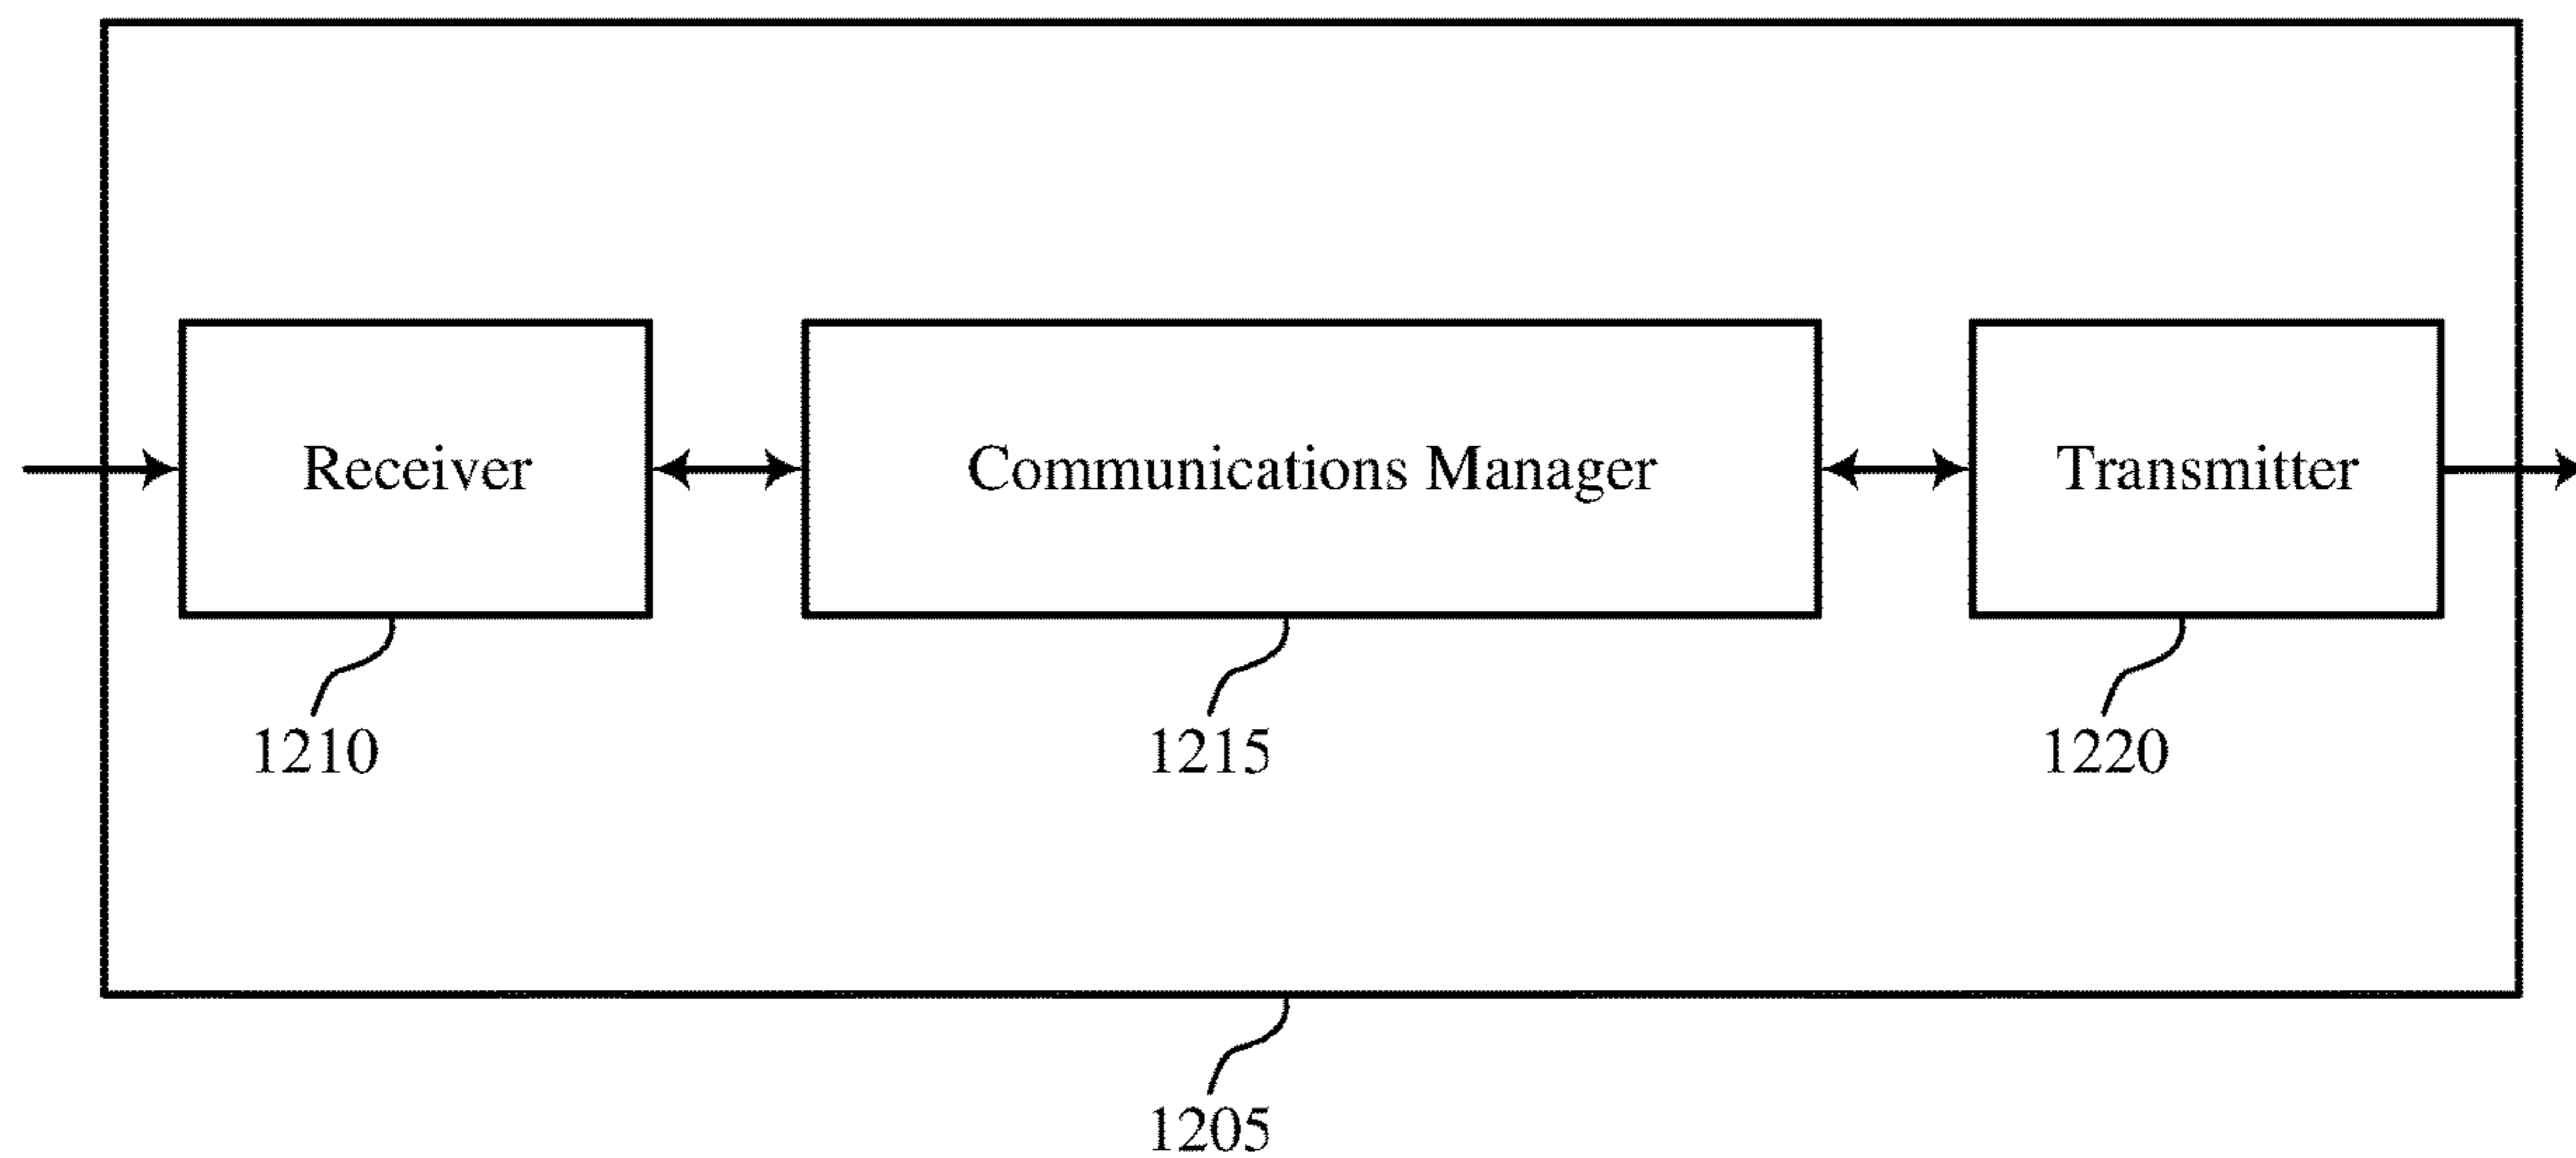 Receiver
Communications Manager
Transmitter
1210
1215
1220
1205